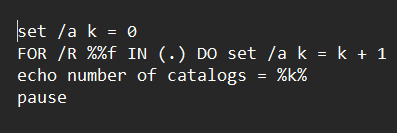 set /a k = 0
FOR /R %%f IN (.) DO set /a k = k + 1
echo number of catalogs = %k%
pause